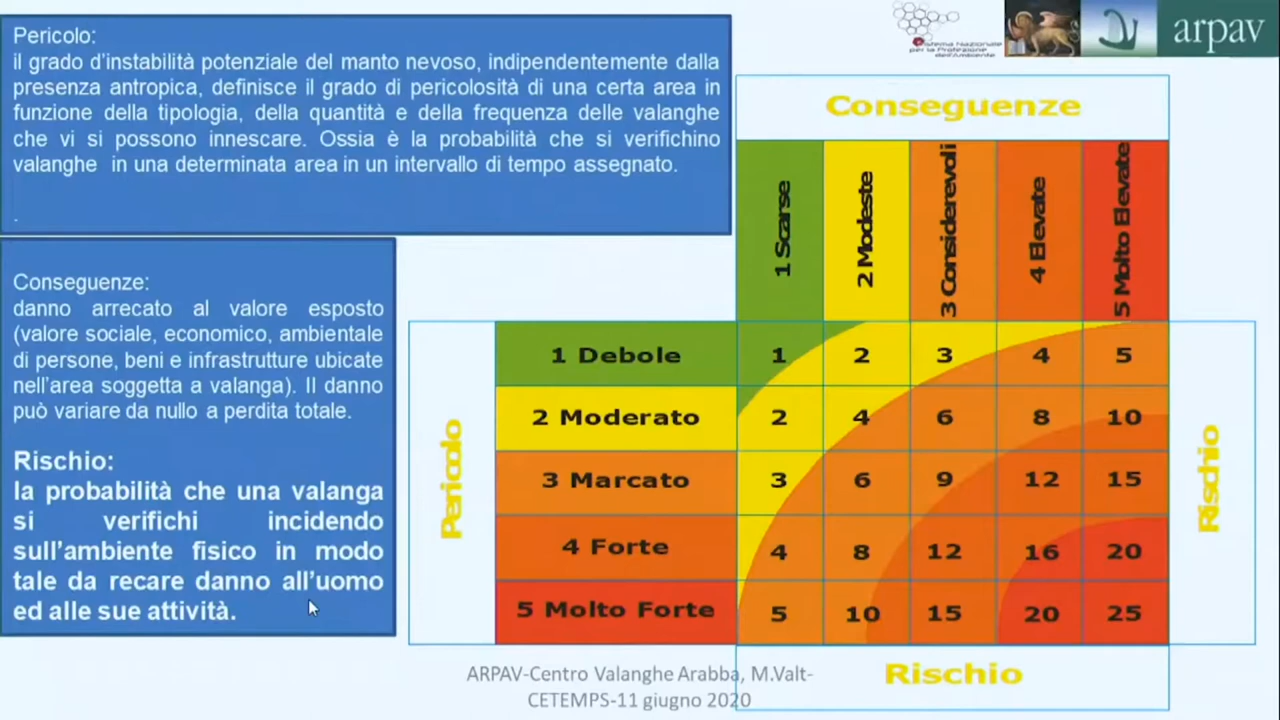 Pericolo:
il grado d'instabilità potenziale del manto nevoso, indipendentemente dalla
presenza antropica, definisce il grado di pericolosità di una certa area in
funzione della tipologia, della quantità e della frequenza delle valanghe
che vi si possono innescare. Ossia è la probabilità che si verifichino
valanghe in una determinata area in un intervallo di tempo assegnato.
.
Conseguenze:
danno arrecato al valore esposto
(valore sociale, economico, ambientale
di persone, beni e infrastrutture ubicate
nell'area soggetta a valanga). Il danno
può variare da nullo a perdita totale.
Rischio:
la probabilità che una valanga
si verifichi incidendo
sull'ambiente fisico in modo
tale da recare danno all'uomo
ed alle sue attività.
Sistema Nazionale
per la Protezione
dell'Ambiente
arpav
Conseguenze
1 Scarse
2 Modeste
3 Considerevoli
4 Elevate
5 Molto Elevate
Pericolo
1 Debole 1 2 3 4 5
2 Moderato 2 4 6 8 10
3 Marcato 3 6 9 12 15
4 Forte 4 8 12 16 20
5 Molto Forte 5 10 15 20 25
Rischio
Rischio
ARPAV-Centro Valanghe Arabba, M.Valt-
CETEMPS-11 giugno 2020